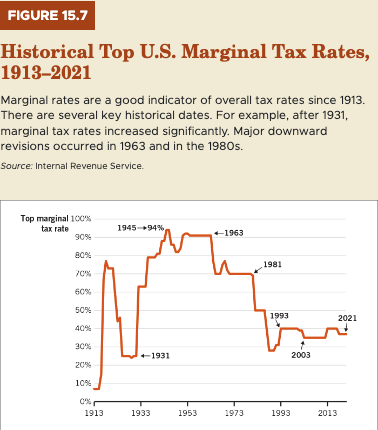 FIGURE 15.7
Historical Top U.S. Marginal Tax Rates,
1913–2021
Marginal rates are a good indicator of overall tax rates since 1913.
There are several key historical dates. For example, after 1931,
marginal tax rates increased significantly. Major downward
revisions occurred in 1963 and in the 1980s.
Source: Internal Revenue Service.
Top marginal 100%
tax rate
90%
80%
70%
60%
50%
40%
30%
20%
10%
0%
1945 94%
1963
1981
1993
2021
2003
1931
1913 1933 1953 1973 1993 2013